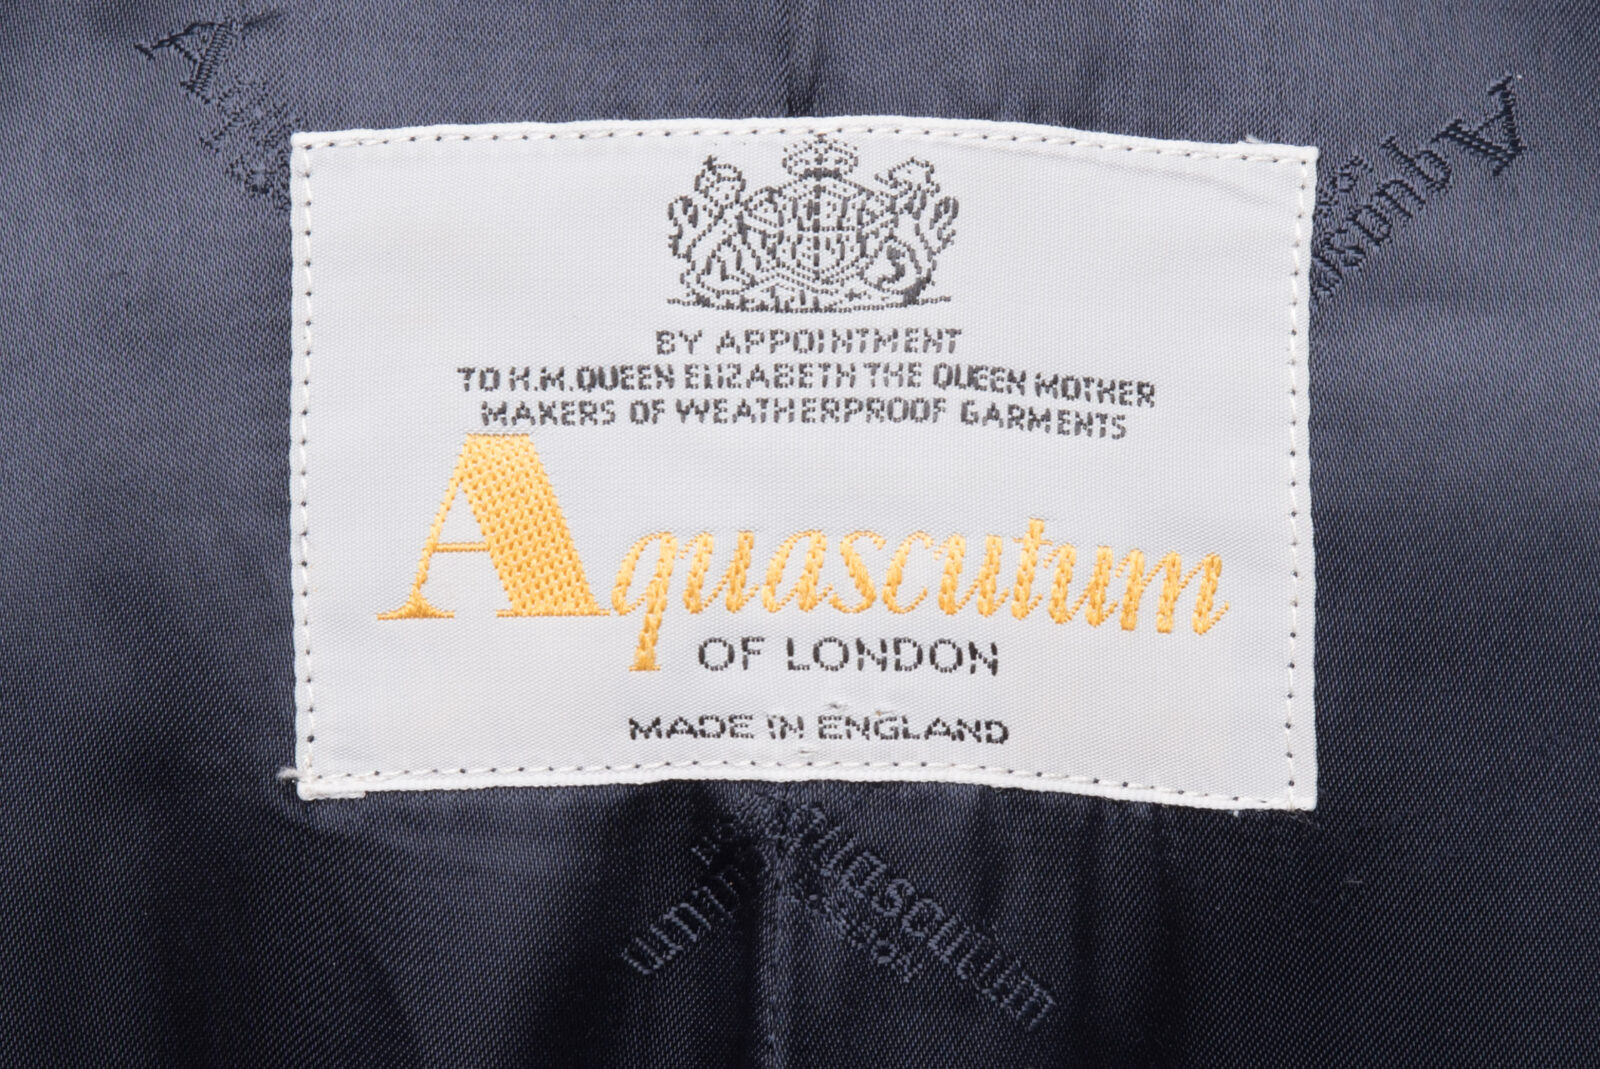 BY APPOINTMENT
TO H.M.QUEEN ELIZABETH THE QUEEN MOTHER
MAKERS OF WEATHERPROOF GARMENTS
Aquascutum
OF LONDON
MADE IN ENGLAND